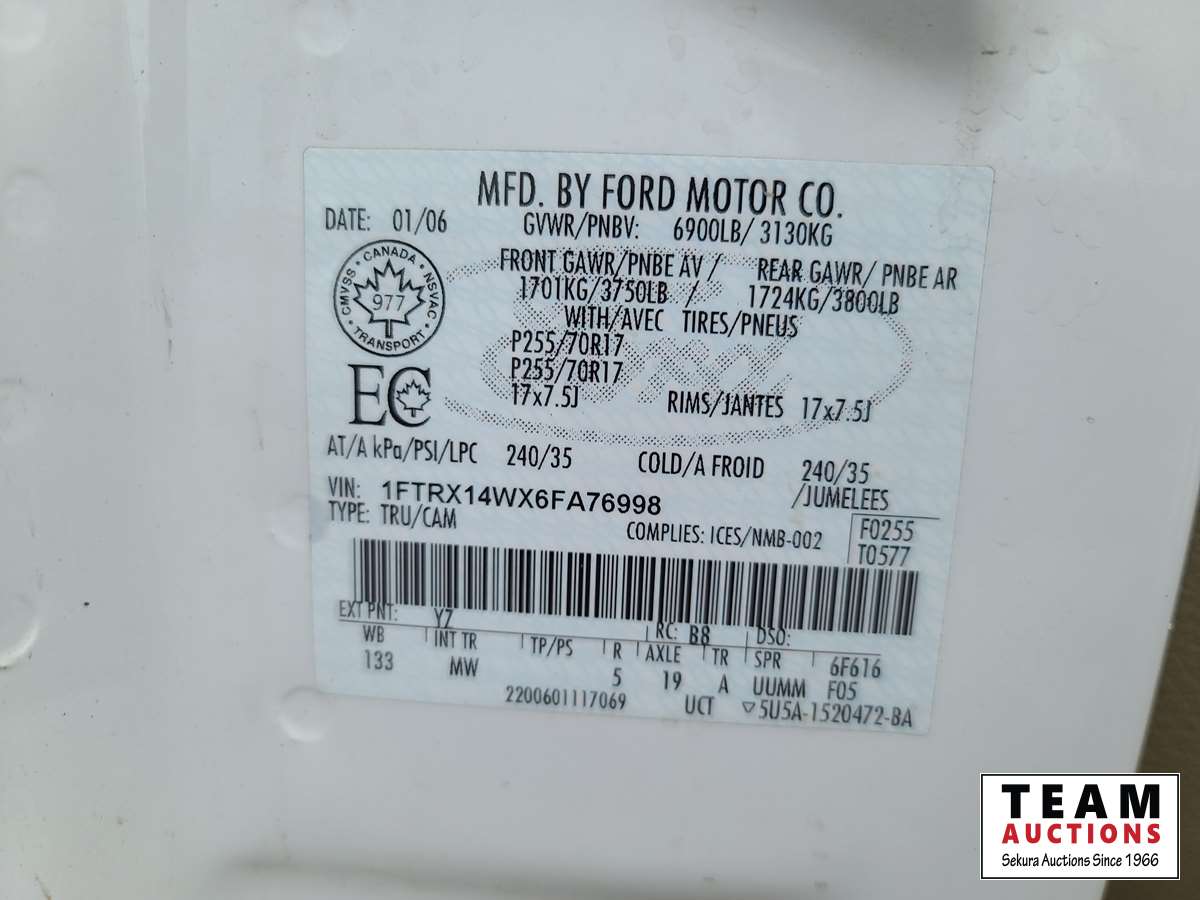 MFD. BY FORD MOTOR CO.
DATE: 01/06
GVWR/PNBV: 6900LB/ 3130KG
FRONT GAWR/PNBE AV / REAR GAWR/ PNBE AR
1701KG/3750LB / 1724KG/3800LB
WITH/AVEC TIRES/PNEUS
P255/70R17
P255/70R17
17x7.5J RIMS/JANTES 17x7.5J
CMVSS • CANADA • NSVAC • TRANSPORT •
977
EC
AT/A kPa/PSI/LPC 240/35 COLD/A FROID 240/35
VIN: 1FTRX14WX6FA76998 /JUMELEES
TYPE: TRU/CAM COMPLIES: ICES/NMB-002 F0255
T0577
EXT PNT: YZ RC: B8 DSO:
WB INT TR TP/PS R AXLE TR SPR 6F616
133 MW 5 19 A UUMM F05
2200601117069 UCT ▽5U5A-1520472-BA
TEAM
AUCTIONS
Sekura Auctions Since 1966